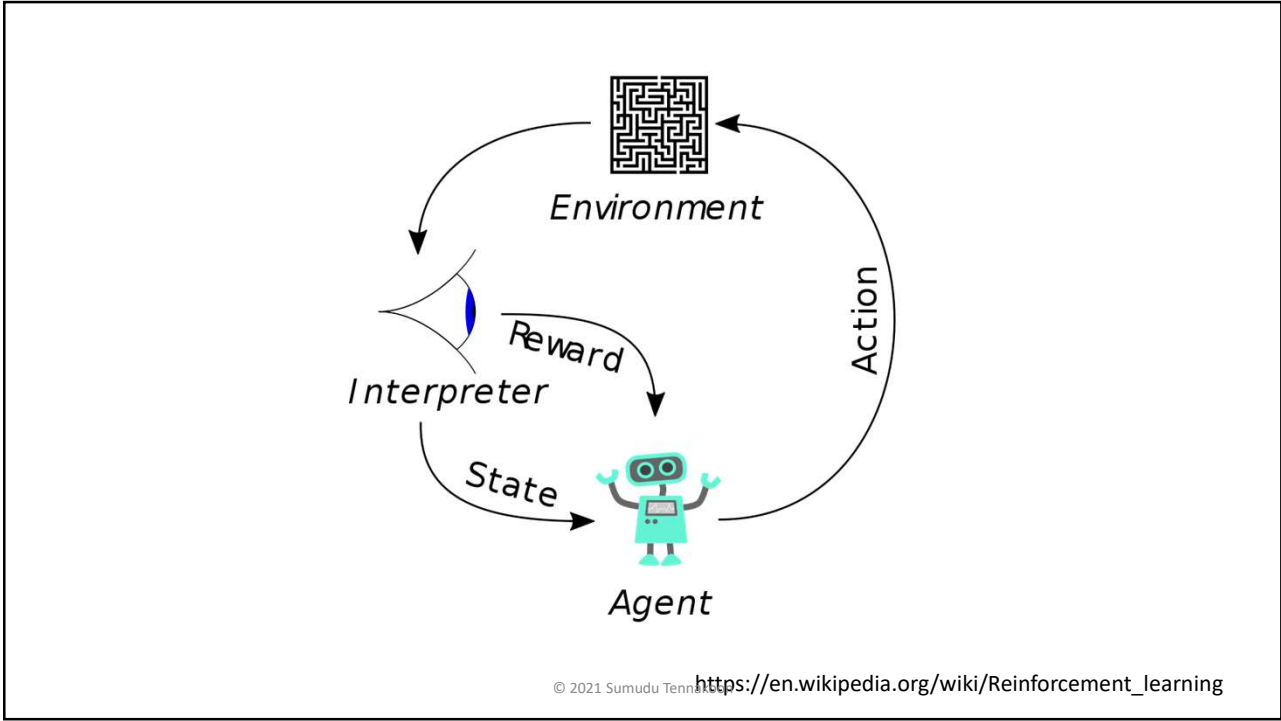 Environment
Action
Reward
Interpreter
State
Agent
© 2021 Sumudu
https://en.wikipedia.org/wiki/Reinforcement_learning